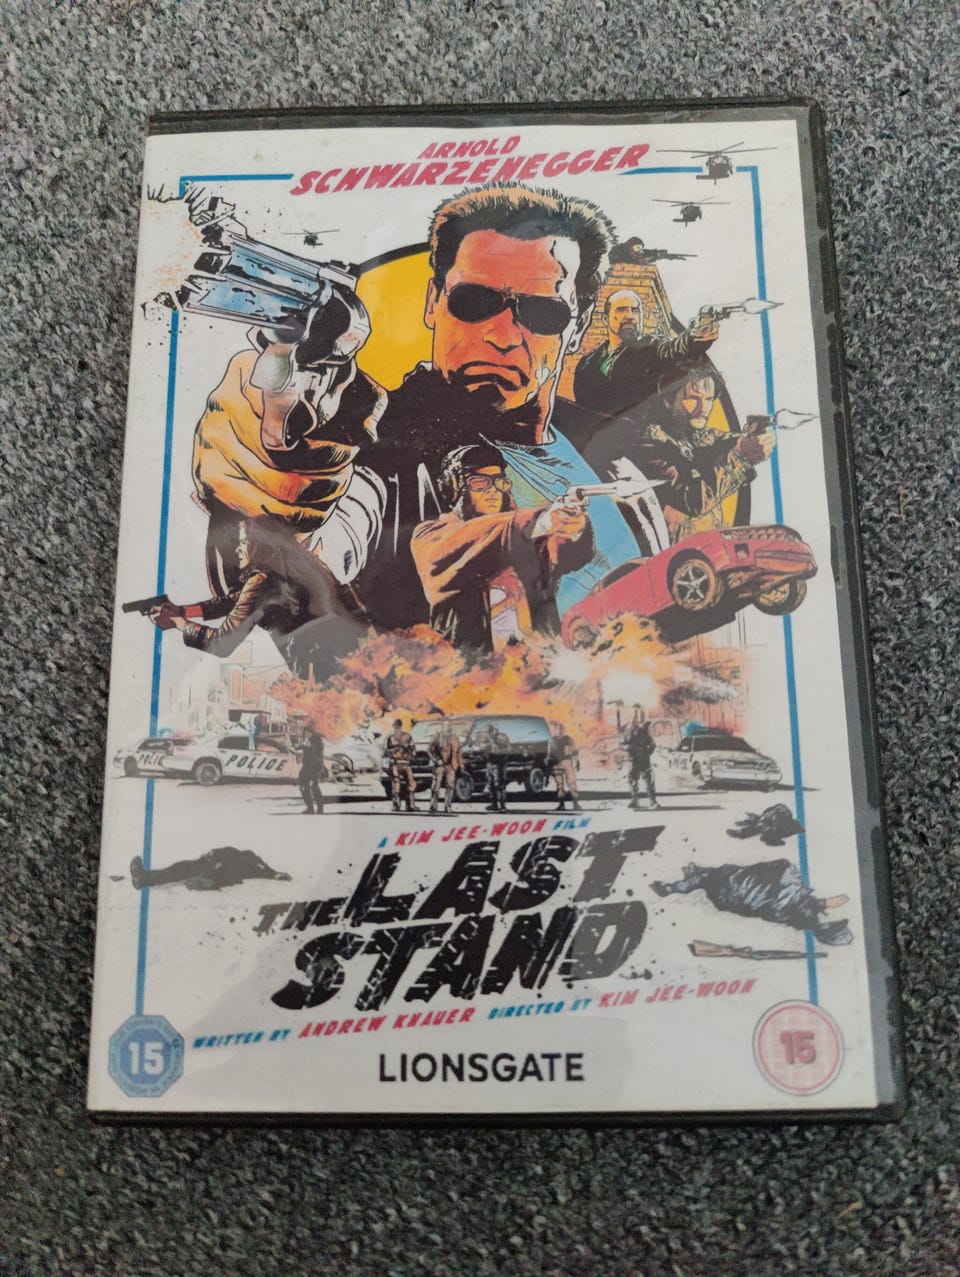 ARNOLD
SCHWARZENEGGER
POLIC
POLICE
A KIM JEE-WOON FILM
THE LAST
STAND
WRITTEN BY ANDREW KNAUER DIRECTED BY KIM JEE-WOON
15
15
LIONSGATE